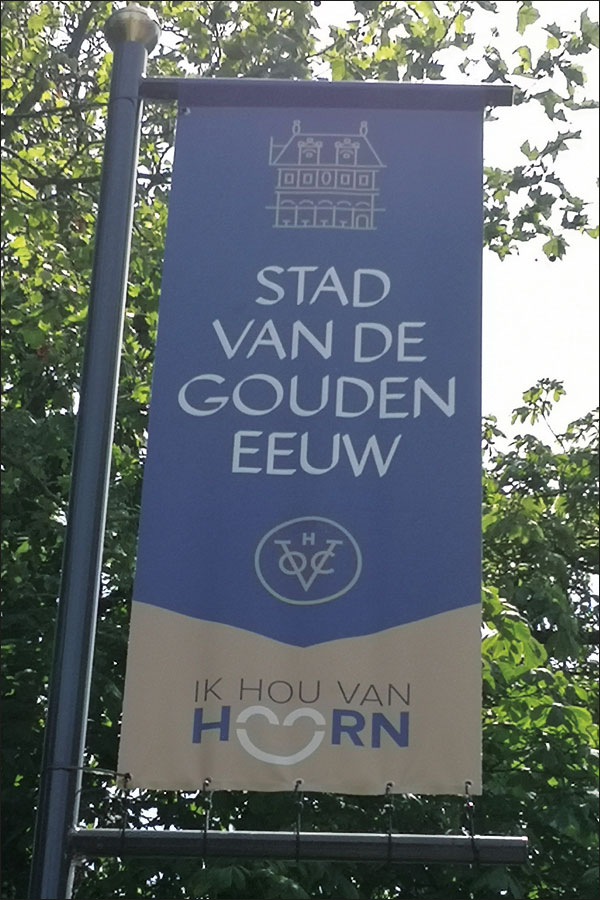 STAD
VAN DE
GOUDEN
EEUW
H
VOC
IK HOU VAN
HOORN